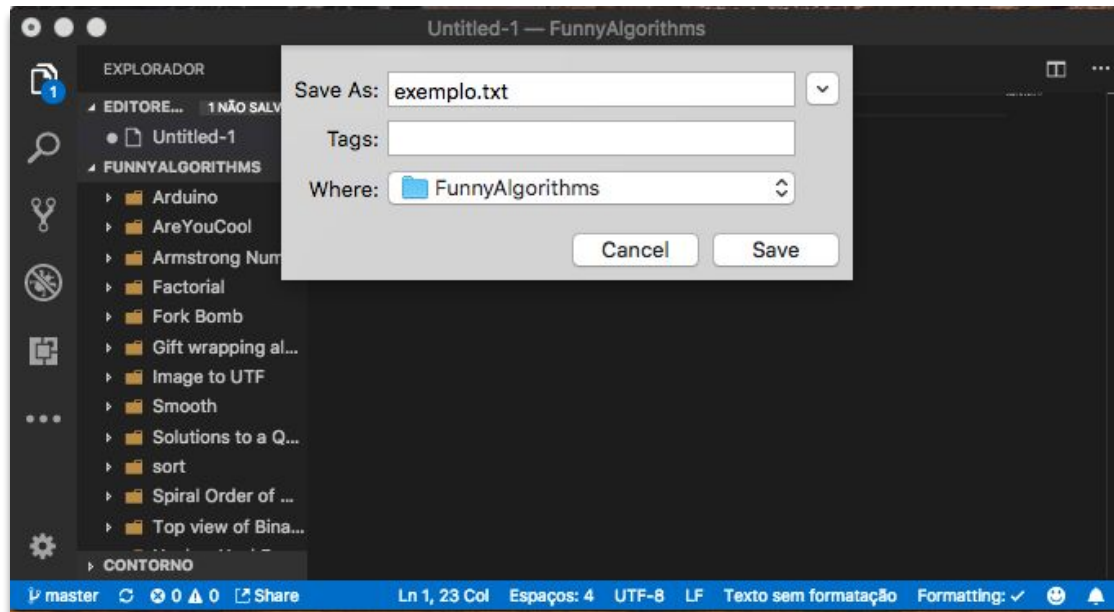 Untitled-1 — FunnyAlgorithms
EXPLORADOR
EDITORE... 1 NÃO SALV
Untitled-1
FUNNYALGORITHMS
Arduino
AreYouCool
Armstrong Num
Factorial
Fork Bomb
Gift wrapping al...
Image to UTF
Smooth
Solutions to a Q...
sort
Spiral Order of ...
Top view of Bina...
CONTORNO
1
Save As: exemplo.txt
Tags:
Where: FunnyAlgorithms
Cancel Save
master 0 0 Share Ln 1, 23 Col Espaços: 4 UTF-8 LF Texto sem formatação Formatting: ✓